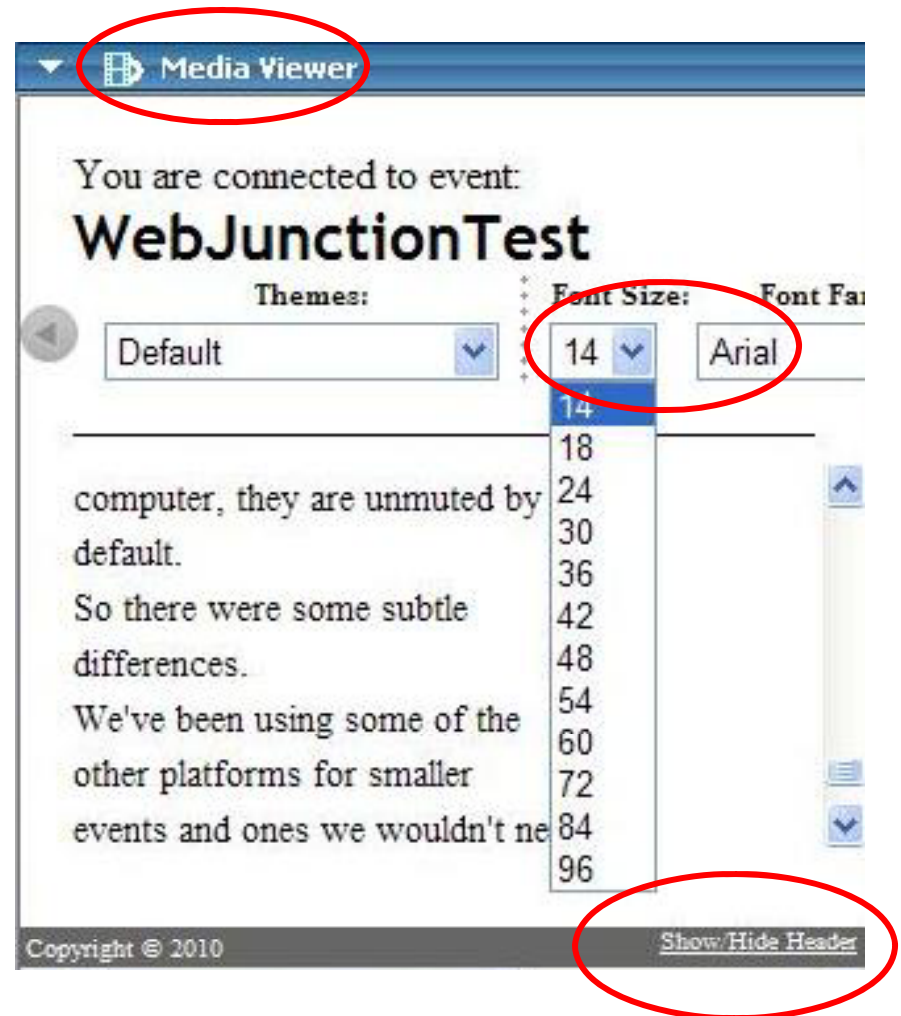 Media Viewer
You are connected to event:
WebJunctionTest
Themes: Font Size: Font Fa
Default 14 Arial
14
18
24
30
36
42
48
54
60
72
84
96
computer, they are unmuted by
default.
So there were some subtle
differences.
We've been using some of the
other platforms for smaller
events and ones we wouldn't ne
Copyright © 2010 Show/Hide Header